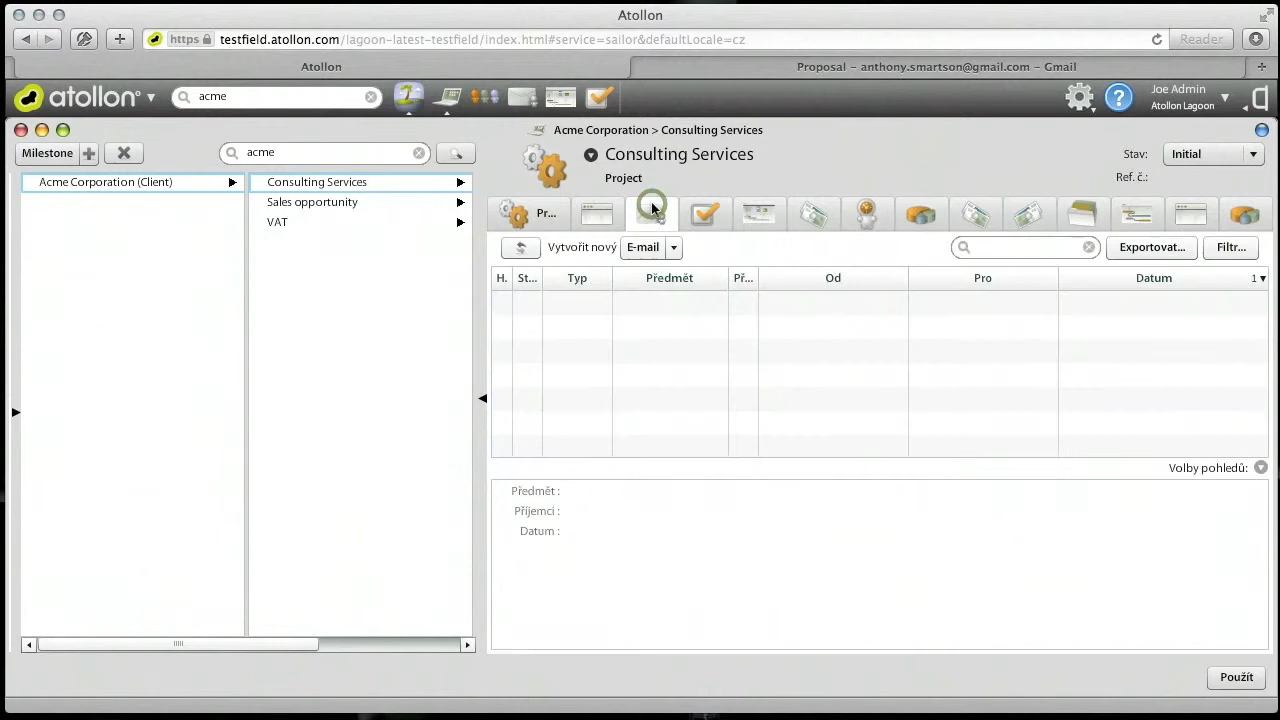 Atollon
https testfield.atollon.com/lagoon-latest-testfield/index.html#service=sailor&defaultLocale=cz
Reader
Atollon
Proposal – anthony.smartson@gmail.com – Gmail
atollon
acme
Joe Admin
Atollon Lagoon
Acme Corporation > Consulting Services
Milestone
acme
Consulting Services
Project
Stav: Initial
Ref. č.:
Acme Corporation (Client)
Consulting Services
Sales opportunity
VAT
Pr...
Vytvořit nový E-mail
Exportovat...
Filtr...
H. St... Typ Předmět Př... Od Pro Datum 1
Volby pohledů:
Předmět :
Příjemci :
Datum :
Použít